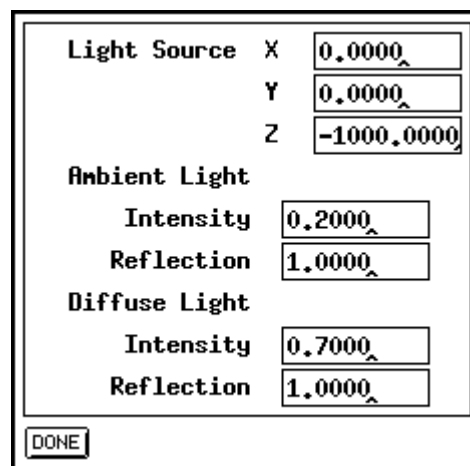 Light Source X 0.0000
Y 0.0000
Z -1000.0000
Ambient Light
Intensity 0.2000
Reflection 1.0000
Diffuse Light
Intensity 0.7000
Reflection 1.0000
DONE